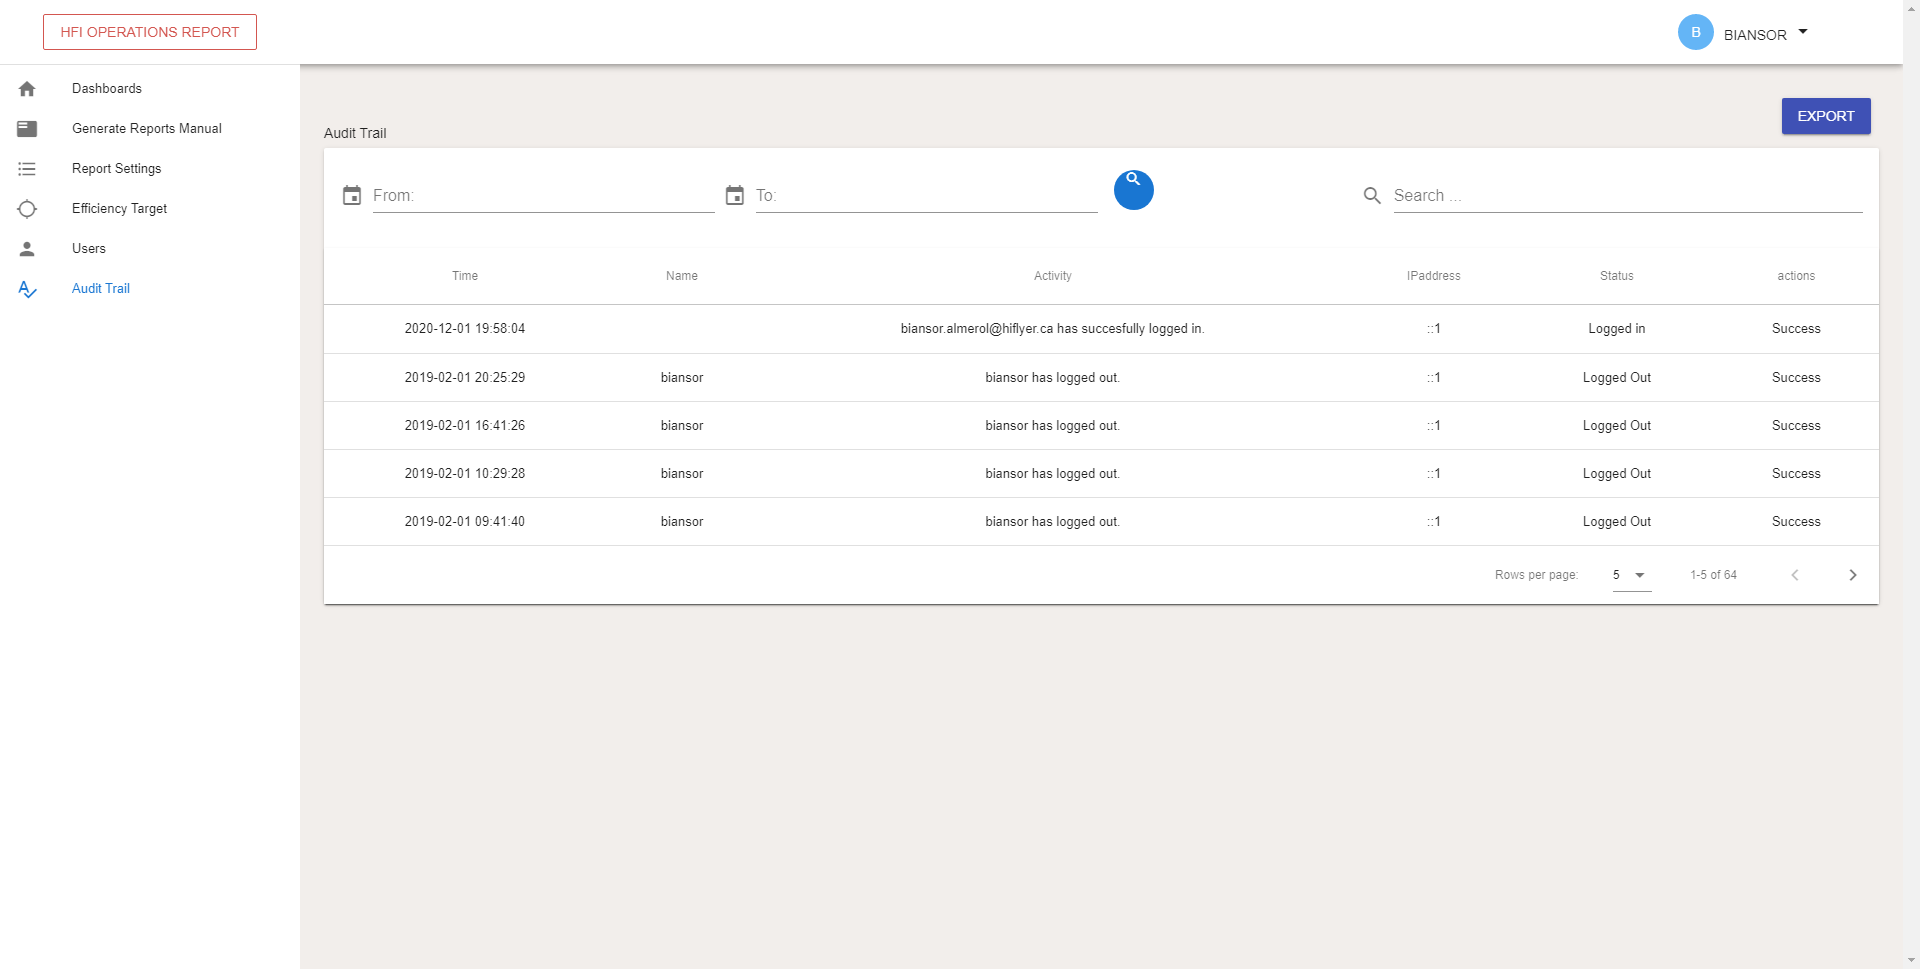 HFI OPERATIONS REPORT
B BIANSOR
Dashboards
Generate Reports Manual
Report Settings
Efficiency Target
Users
Audit Trail
EXPORT
Audit Trail
From: To: Search ...
Time Name Activity IPaddress Status actions
2020-12-01 19:58:04 biansor.almerol@hiflyer.ca has succesfully logged in. ::1 Logged in Success
2019-02-01 20:25:29 biansor biansor has logged out. ::1 Logged Out Success
2019-02-01 16:41:26 biansor biansor has logged out. ::1 Logged Out Success
2019-02-01 10:29:28 biansor biansor has logged out. ::1 Logged Out Success
2019-02-01 09:41:40 biansor biansor has logged out. ::1 Logged Out Success
Rows per page: 5 1-5 of 64